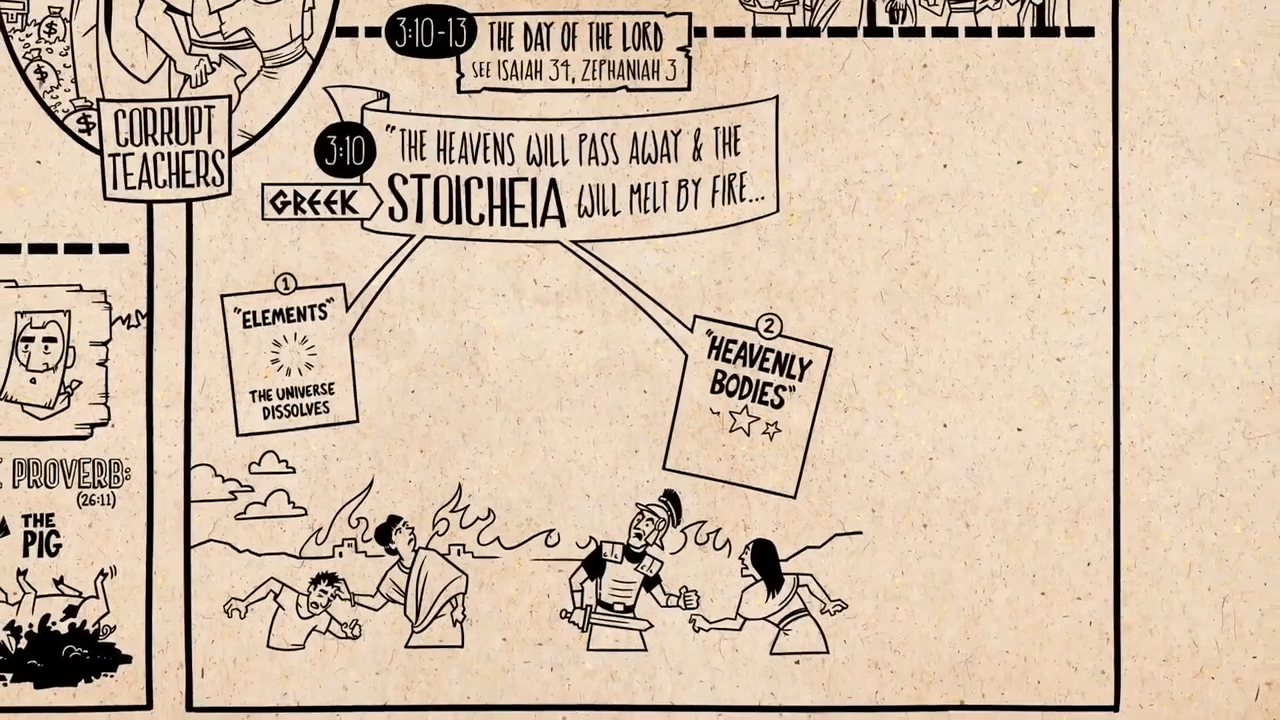 3:10-13 THE DAY OF THE LORD
SEE ISAIAH 34, ZEPHANIAH 3
CORRUPT
TEACHERS
3:10 "THE HEAVENS WILL PASS AWAY & THE
GREEK STOICHEIA WILL MELT BY FIRE...
1
"ELEMENTS"
THE UNIVERSE
DISSOLVES
2
"HEAVENLY
BODIES"
PROVERB:
(26:11)
THE
PIG